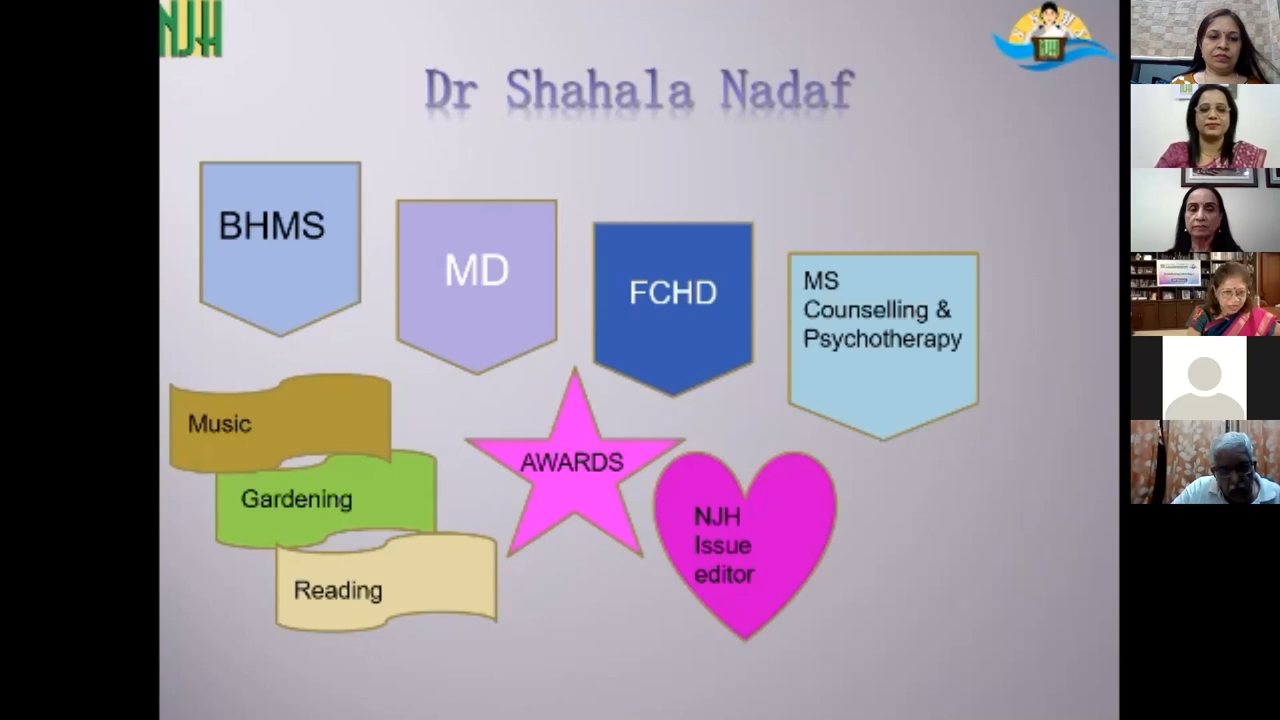 NJH
Dr Shahala Nadaf
BHMS
MD
FCHD
MS
Counselling &
Psychotherapy
Music
Gardening
Reading
AWARDS
NJH
Issue
editor